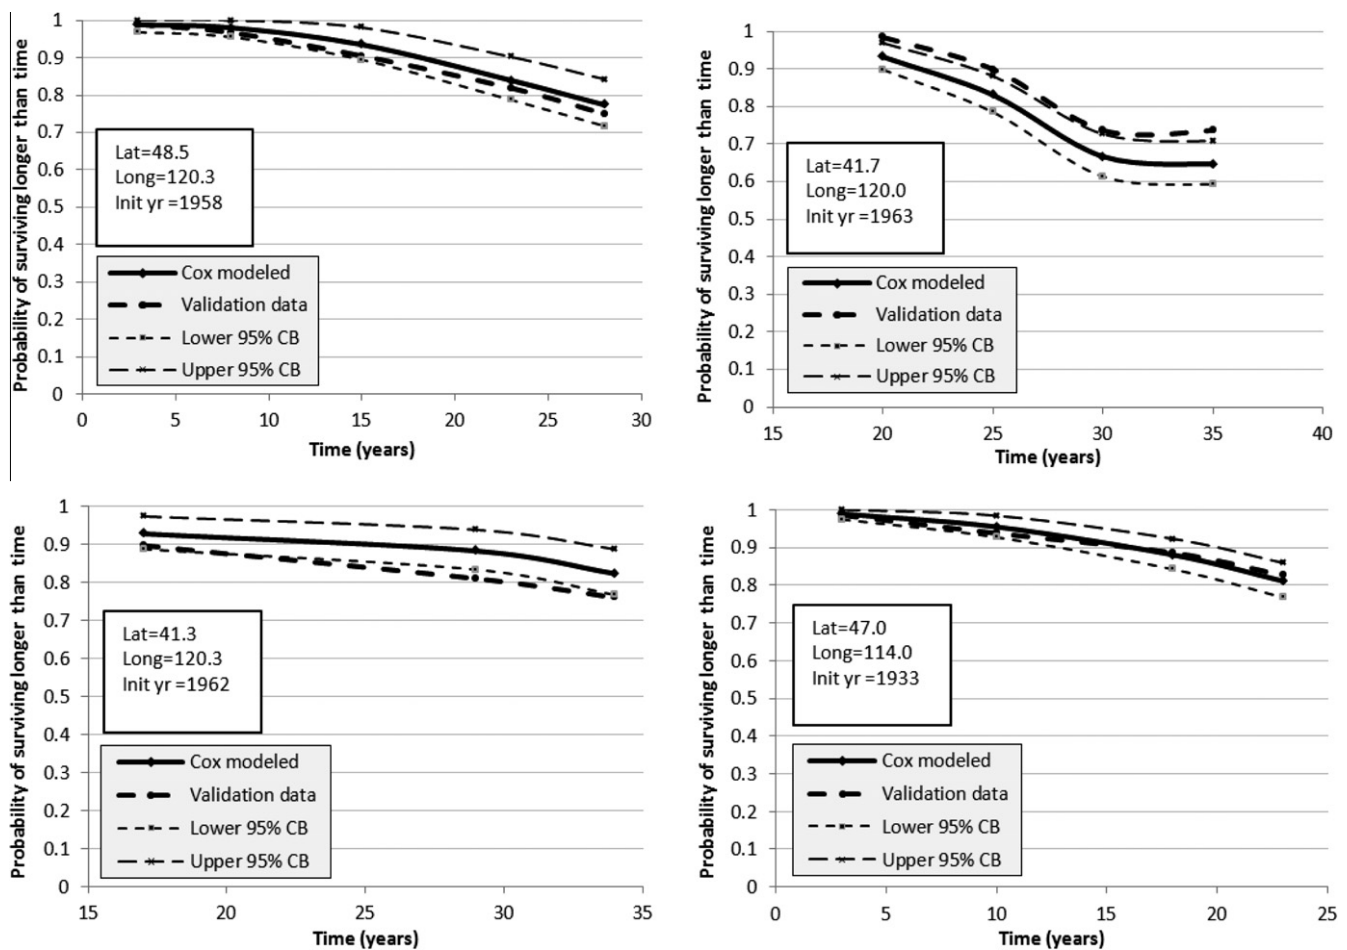 Probability of surviving longer than time
1
0.9
0.8
0.7
0.6
0.5
0.4
0.3
0.2
0.1
0
Lat=48.5
Long=120.3
Init yr =1958
Cox modeled
Validation data
Lower 95% CB
Upper 95% CB
0 5 10 15 20 25 30
Time (years)
Probability of surviving longer than time
1
0.9
0.8
0.7
0.6
0.5
0.4
0.3
0.2
0.1
0
Lat=41.7
Long=120.0
Init yr =1963
Cox modeled
Validation data
Lower 95% CB
Upper 95% CB
15 20 25 30 35 40
Time (years)
Probability of surviving longer than time
1
0.9
0.8
0.7
0.6
0.5
0.4
0.3
0.2
0.1
0
Lat=41.3
Long=120.3
Init yr =1962
Cox modeled
Validation data
Lower 95% CB
Upper 95% CB
15 20 25 30 35
Time (years)
Probability of surviving longer than time
1
0.9
0.8
0.7
0.6
0.5
0.4
0.3
0.2
0.1
0
Lat=47.0
Long=114.0
Init yr =1933
Cox modeled
Validation data
Lower 95% CB
Upper 95% CB
0 5 10 15 20 25
Time (years)